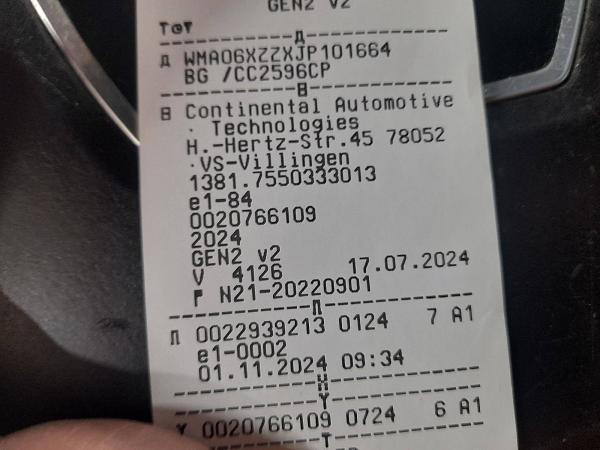 GEN2 v2
T⊙▼
--------------Д--------------
Д WMA06XZZXJP101664
BG /CC2596CP
--------------В--------------
В Continental Automotive
· Technologies
H.-Hertz-Str.45 78052
·VS-Villingen
1381.7550333013
e1-84
0020766109
2024
GEN2 v2
V 4126 17.07.2024
N21-20220901
--------------П--------------
П 0022939213 0124 7 A1
e1-0002
01.11.2024 09:34
--------------Х--------------
--------------Y--------------
Y 0020766109 0724 6 A1
--------------T--------------